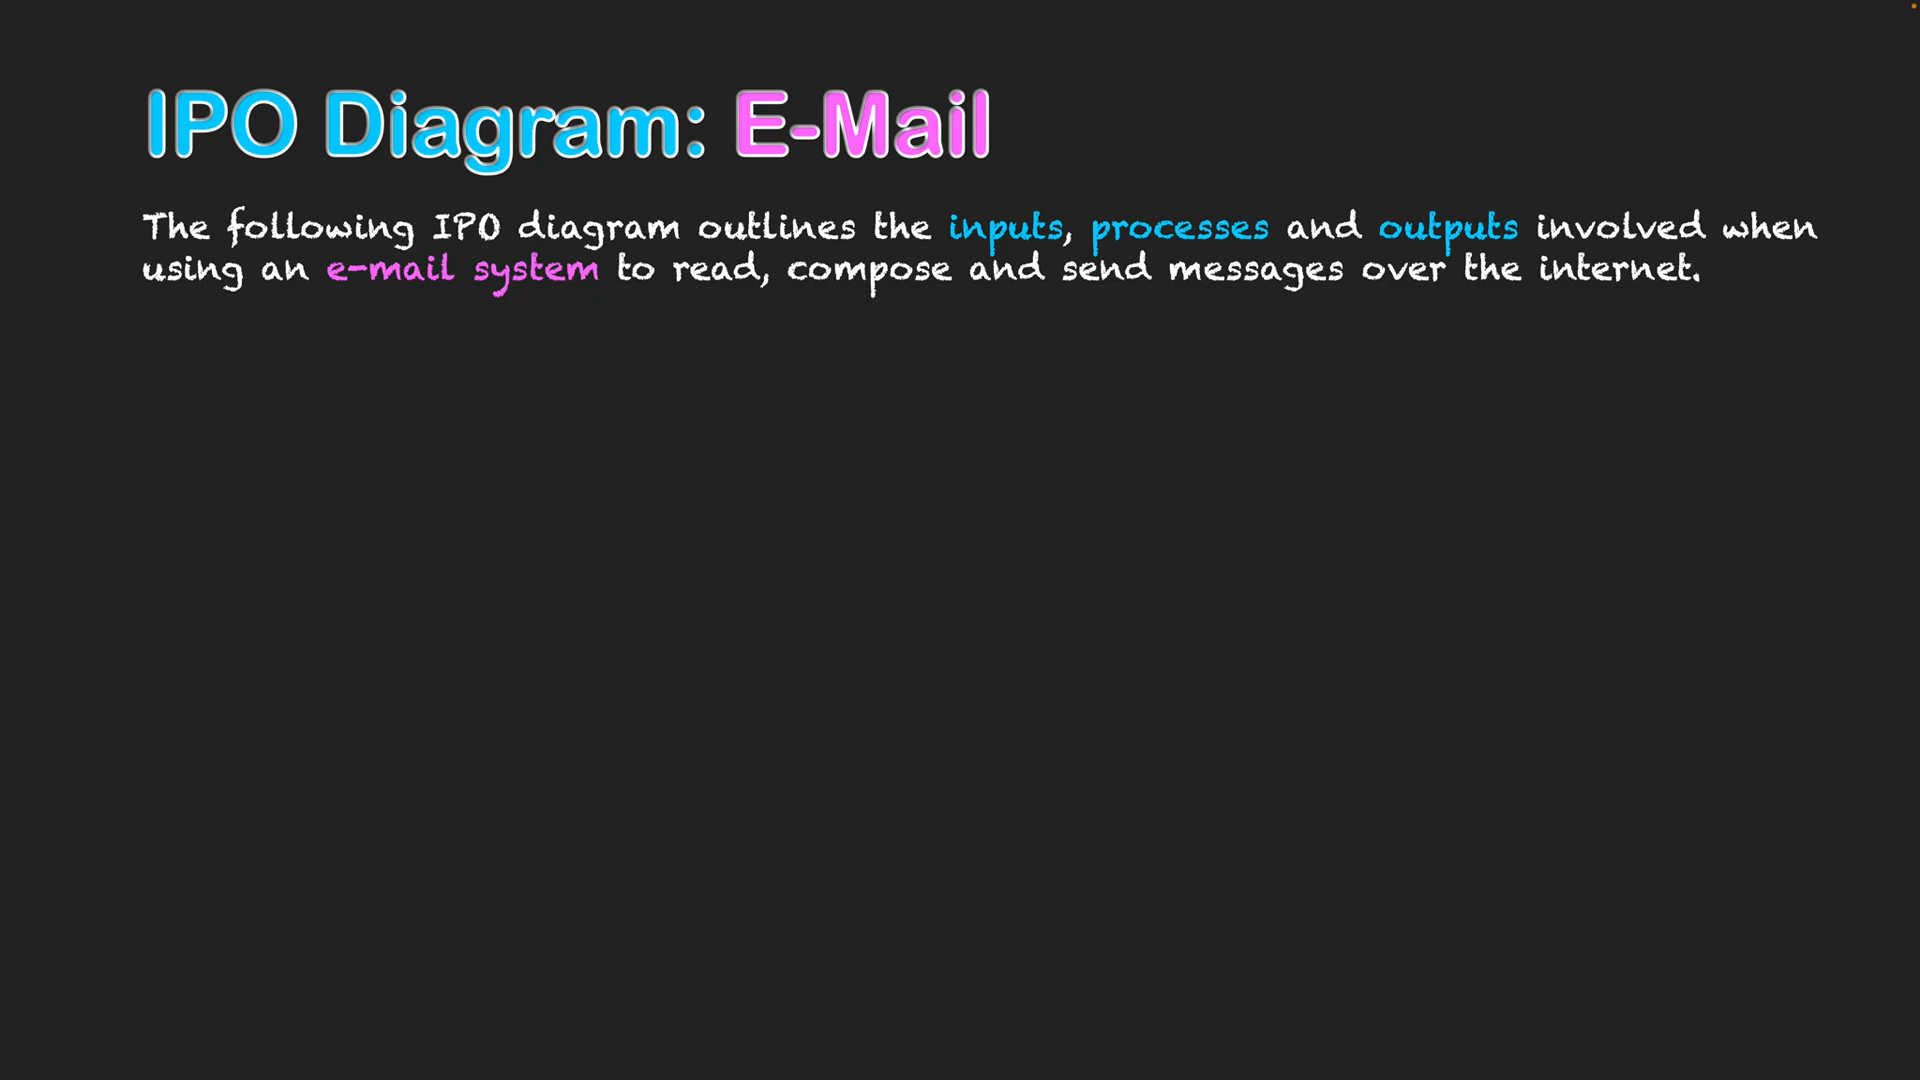 IPO Diagram: E-Mail
The following IPO diagram outlines the inputs, processes and outputs involved when
using an e-mail system to read, compose and send messages over the internet.